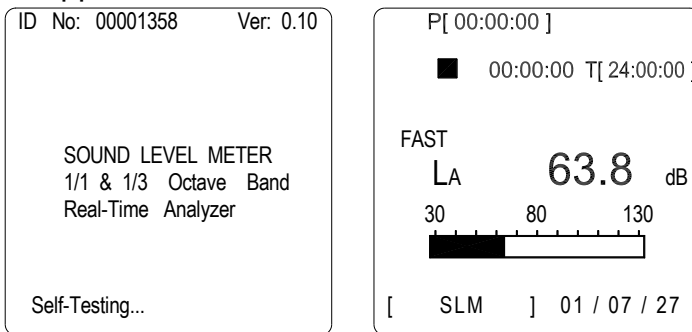 ID No: 00001358 Ver: 0.10
SOUND LEVEL METER
1/1 & 1/3 Octave Band
Real-Time Analyzer
Self-Testing...
P[ 00:00:00 ]
00:00:00 T[ 24:00:00 ]
FAST
LA 63.8 dB
30 80 130
[ SLM ] 01 / 07 / 27